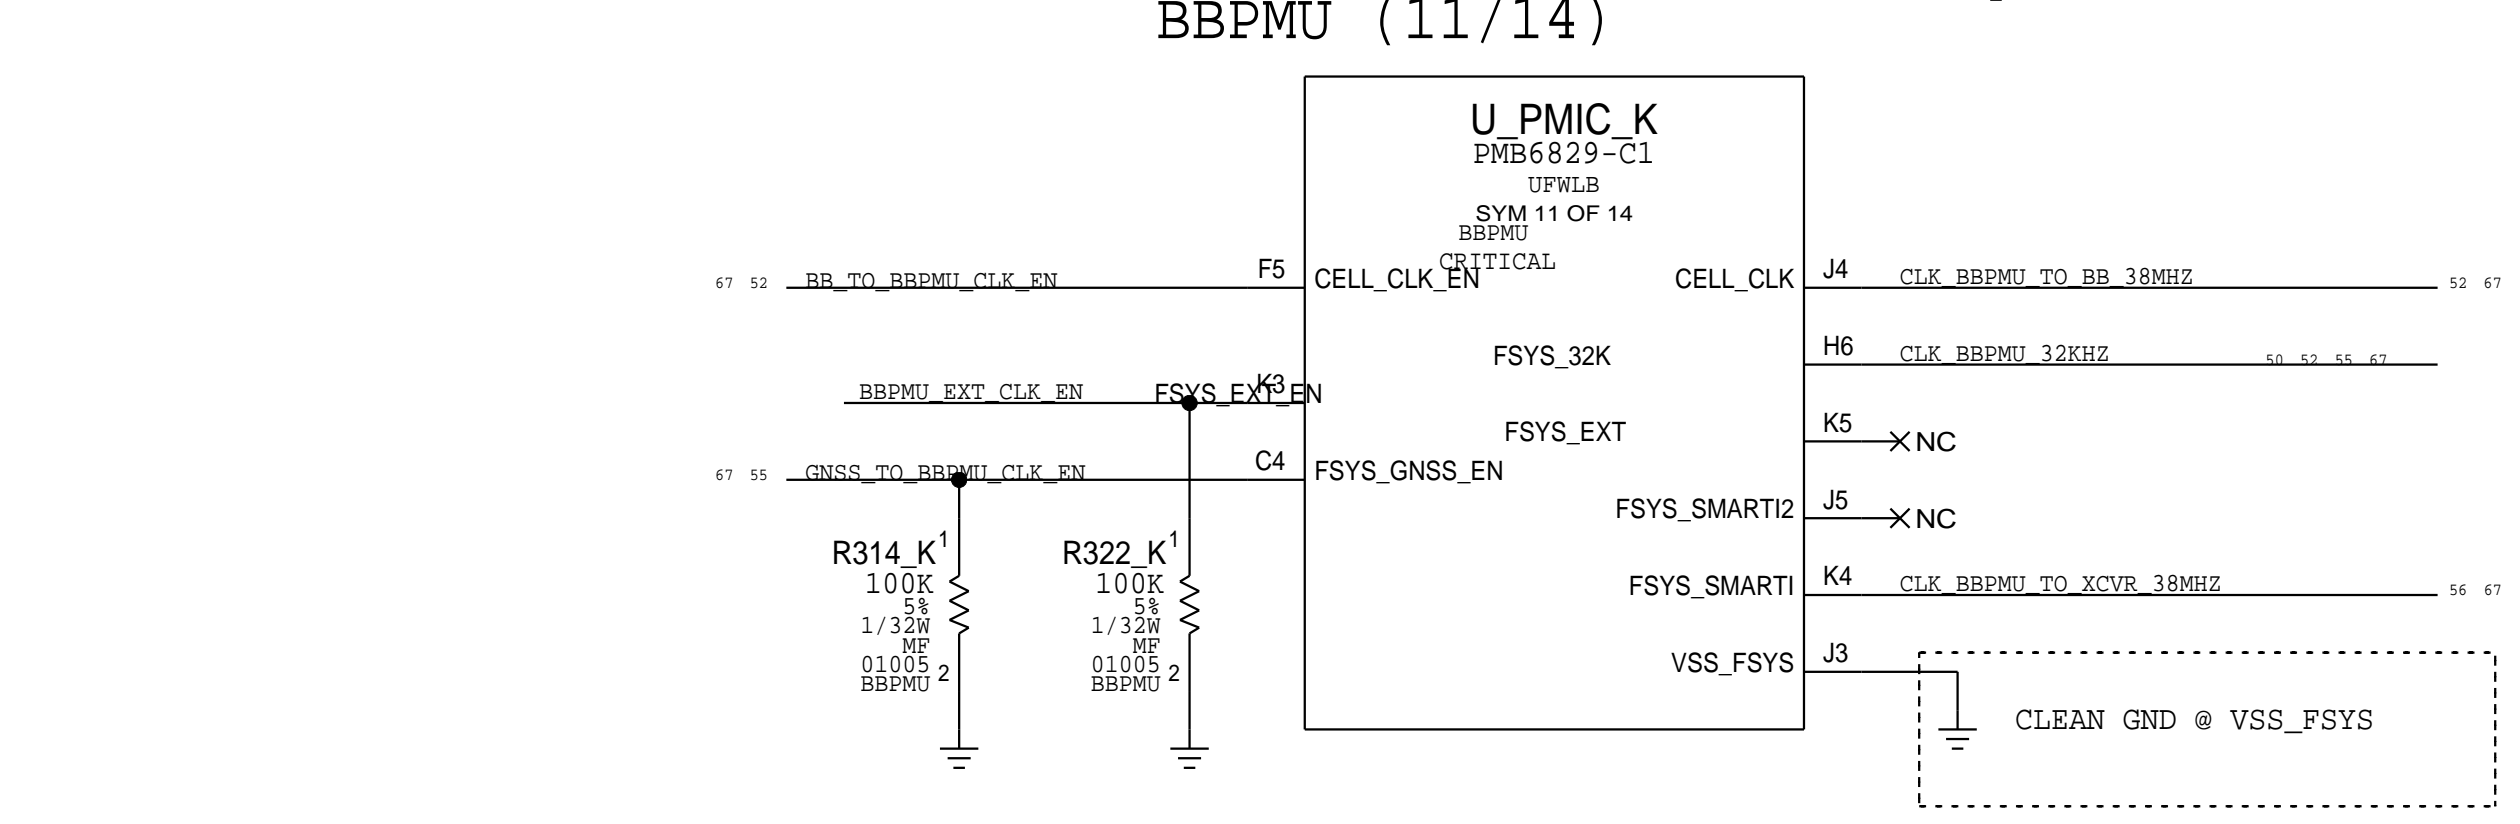 BBPMU (11/14)
U_PMIC_K
PMB6829-C1
UFWLB
SYM 11 OF 14
BBPMU
CRITICAL
67 52 BB_TO_BBPMU_CLK_EN F5 CELL_CLK_EN CELL_CLK J4 CLK_BBPMU_TO_BB_38MHZ 52 67
FSYS_32K H6 CLK_BBPMU_32KHZ 50 52 55 67
BBPMU_EXT_CLK_EN FSYS_EXT_EN K3
FSYS_EXT K5 NC
67 55 GNSS_TO_BBPMU_CLK_EN C4 FSYS_GNSS_EN
FSYS_SMARTI2 J5 NC
FSYS_SMARTI K4 CLK_BBPMU_TO_XCVR_38MHZ 56 67
VSS_FSYS J3
R314_K 1
100K
5%
1/32W
MF
01005
BBPMU 2
R322_K 1
100K
5%
1/32W
MF
01005
BBPMU 2
CLEAN GND @ VSS_FSYS